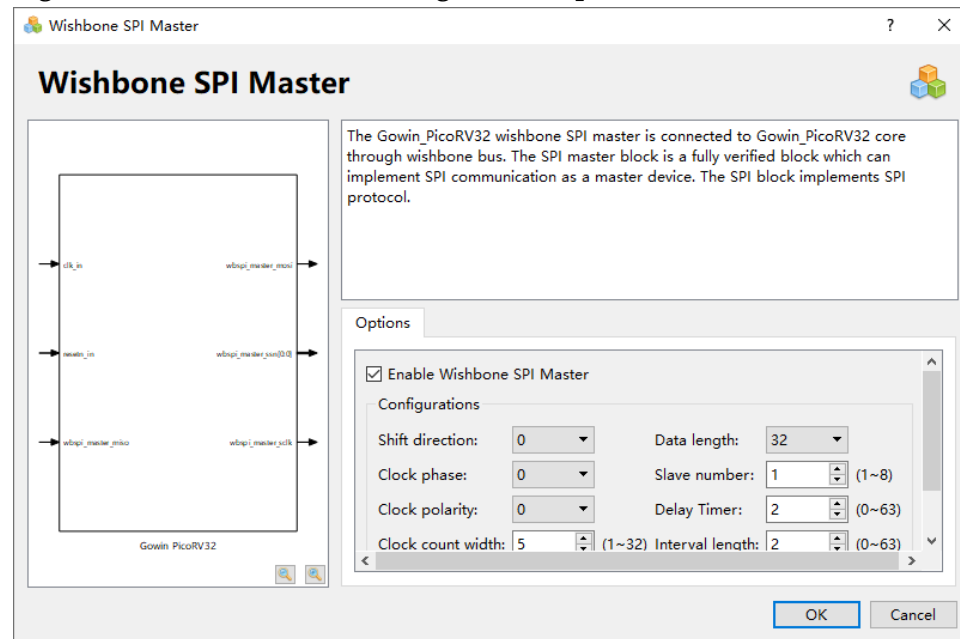 Wishbone SPI Master
?
Wishbone SPI Master
The Gowin_PicoRV32 wishbone SPI master is connected to Gowin_PicoRV32 core
through wishbone bus. The SPI master block is a fully verified block which can
implement SPI communication as a master device. The SPI block implements SPI
protocol.
clk_in
wbspi_master_mosi
resetn_in
wbspi_master_ssn[0:0]
wbspi_master_miso
wbspi_master_sclk
Gowin PicoRV32
Options
Enable Wishbone SPI Master
Configurations
Shift direction: 0 Data length: 32
Clock phase: 0 Slave number: 1 (1~8)
Clock polarity: 0 Delay Timer: 2 (0~63)
Clock count width: 5 (1~32) Interval length: 2 (0~63)
OK Cancel